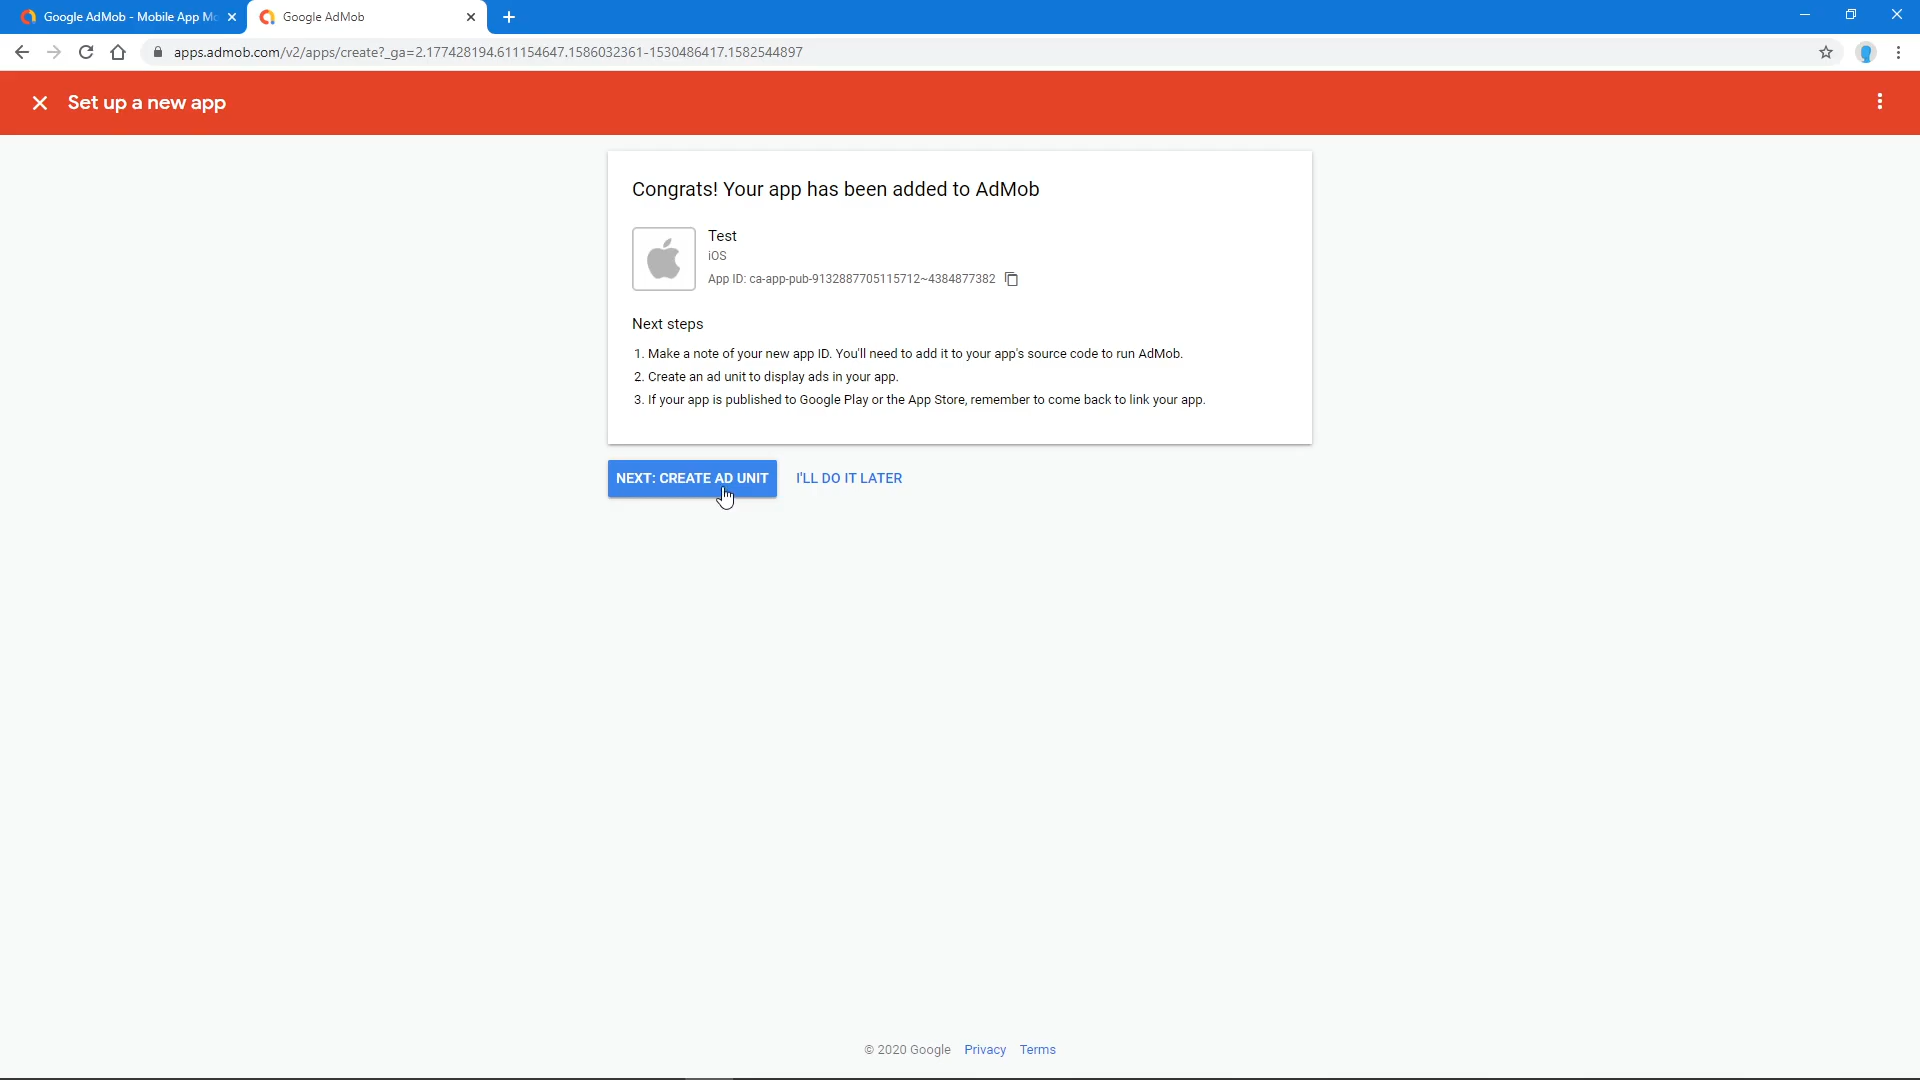 Google AdMob - Mobile App Mo
Google AdMob
apps.admob.com/v2/apps/create?_ga=2.177428194.611154647.1586032361-1530486417.1582544897
Set up a new app
Congrats! Your app has been added to AdMob
Test
iOS
App ID: ca-app-pub-9132887705115712~4384877382
Next steps
1. Make a note of your new app ID. You'll need to add it to your app's source code to run AdMob.
2. Create an ad unit to display ads in your app.
3. If your app is published to Google Play or the App Store, remember to come back to link your app.
NEXT: CREATE AD UNIT I'LL DO IT LATER
© 2020 Google Privacy Terms